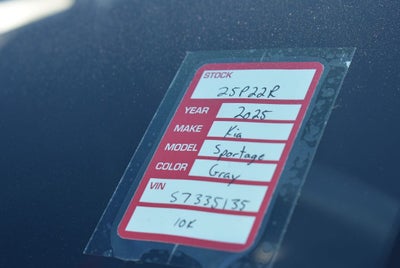 STOCK
25P22R
YEAR 2025
MAKE Kia
MODEL Sportage
COLOR Gray
VIN S7335135
10K